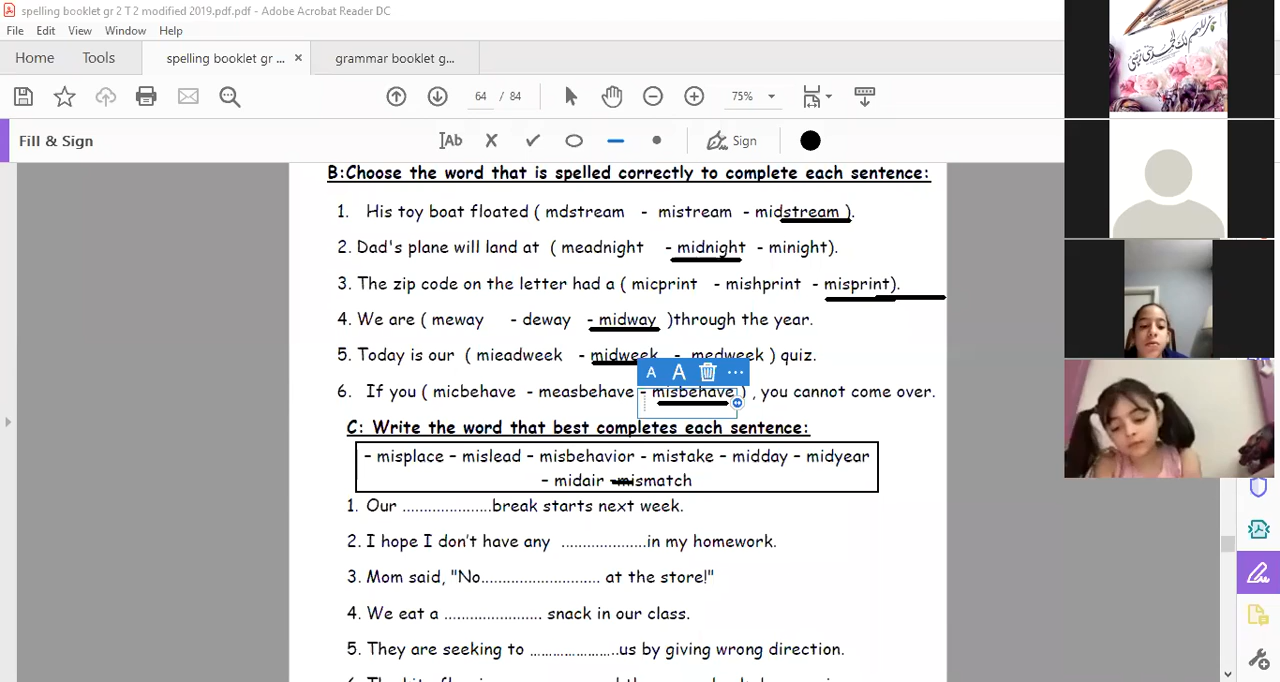 spelling booklet gr 2 T 2 modified 2019.pdf.pdf - Adobe Acrobat Reader DC
File Edit View Window Help
Home Tools spelling booklet gr ... × grammar booklet g...
64 / 84 75%
Fill & Sign Ab Sign
B:Choose the word that is spelled correctly to complete each sentence:
1. His toy boat floated ( mdstream - mistream - midstream ).
2. Dad's plane will land at ( meadnight - midnight - minight).
3. The zip code on the letter had a ( micprint - mishprint - misprint).
4. We are ( meway - deway - midway )through the year.
5. Today is our ( mieadweek - midweek - medweek ) quiz.
A A ...
6. If you ( micbehave - measbehave - misbehave ) , you cannot come over.
C: Write the word that best completes each sentence:
– misplace – mislead – misbehavior - mistake – midday – midyear
– midair -mismatch
1. Our .....................break starts next week.
2. I hope I don't have any ....................in my homework.
3. Mom said, "No............................ at the store!"
4. We eat a ....................... snack in our class.
5. They are seeking to ......................us by giving wrong direction.